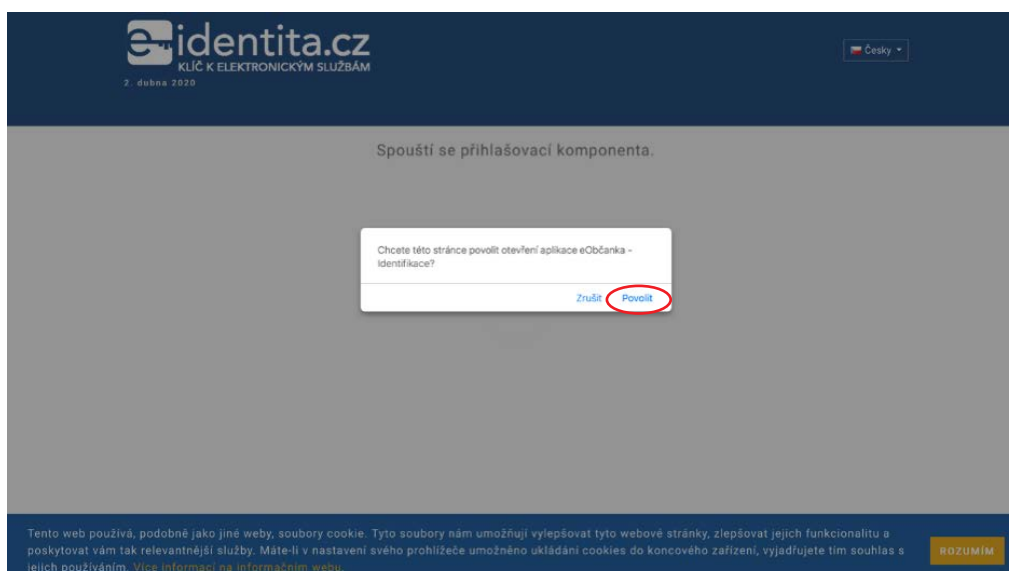 e-identita.cz
KLÍČ K ELEKTRONICKÝM SLUŽBÁM
2. dubna 2020
Česky
Spouští se přihlašovací komponenta.
Chcete této stránce povolit otevření aplikace eObčanka –
Identifikace?
Zrušit Povolit
Tento web používá, podobně jako jiné weby, soubory cookie. Tyto soubory nám umožňují vylepšovat tyto webové stránky, zlepšovat jejich funkcionalitu a
poskytovat vám tak relevantnější služby. Máte-li v nastavení svého prohlížeče umožněno ukládání cookies do koncového zařízení, vyjadřujete tím souhlas s
jejich používáním. Více informací na informačním webu.
ROZUMÍM